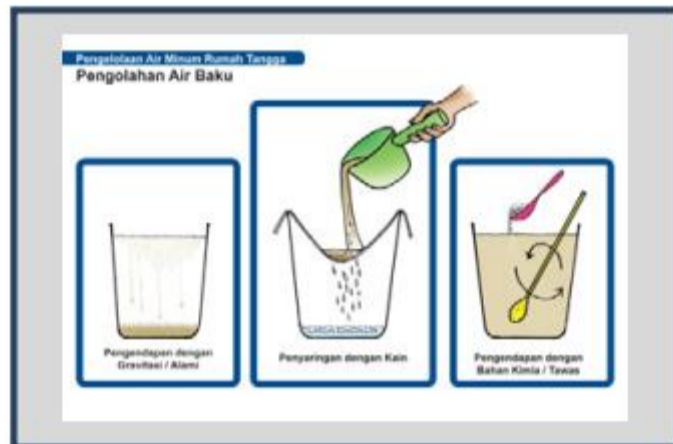 Pengelolaan Air Minum Rumah Tangga
Pengolahan Air Baku
Pengendapan dengan
Gravitasi / Alami
Penyaringan dengan Kain
Pengendapan dengan
Bahan Kimia / Tawas